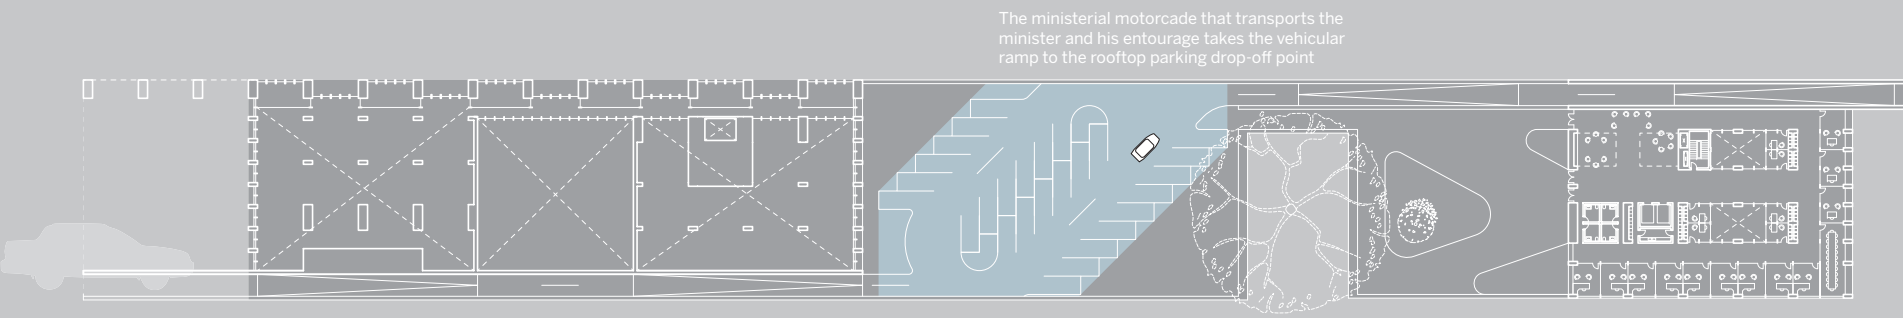 The ministerial motorcade that transports the
minister and his entourage takes the vehicular
ramp to the rooftop parking drop-off point